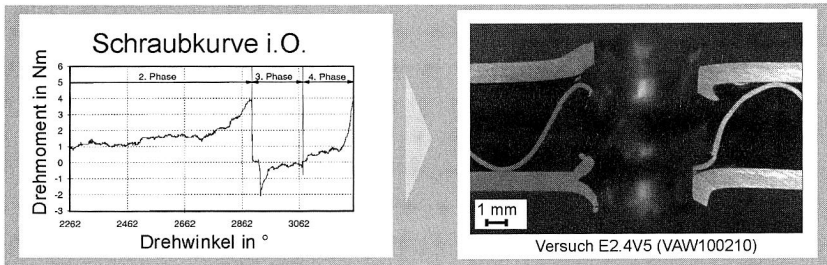 Schraubkurve i.O.
Drehmoment in Nm
6
5
4
3
2
1
0
-1
-2
-3
2. Phase
3. Phase
4. Phase
2262
2462
2662
2862
3062
Drehwinkel in °
1 mm
Versuch E2.4V5 (VAW100210)